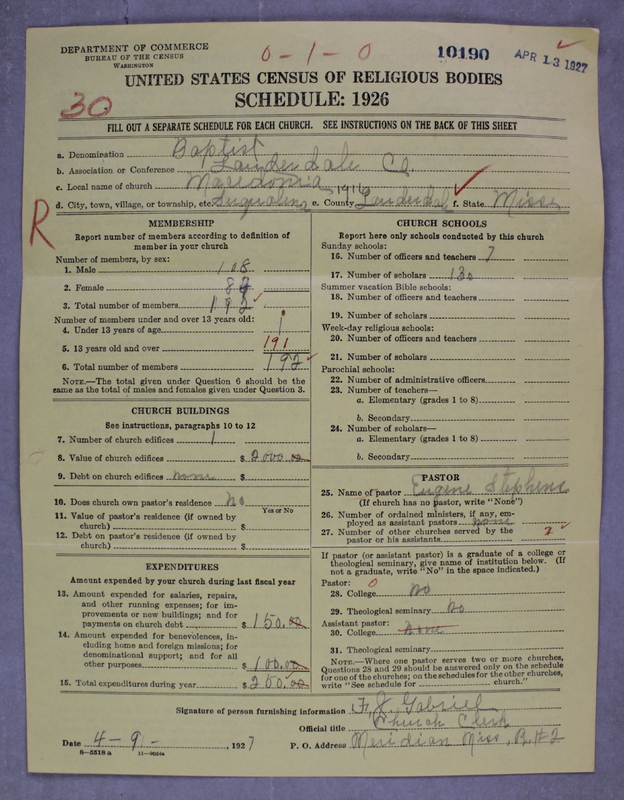 DEPARTMENT OF COMMERCE
BUREAU OF THE CENSUS
WASHINGTON
0-1-0
10190
APR 13 1927
UNITED STATES CENSUS OF RELIGIOUS BODIES
30
SCHEDULE: 1926
FILL OUT A SEPARATE SCHEDULE FOR EACH CHURCH. SEE INSTRUCTIONS ON THE BACK OF THIS SHEET
a. Denomination Baptist
b. Association or Conference Lauderdale Co
c. Local name of church Macedonia
d. City, town, village, or township, etc. e. County 1916 Lauderdal f. State Miss.
R
MEMBERSHIP
Report number of members according to definition of
member in your church
Number of members, by sex:
1. Male 108
2. Female 84
3. Total number of members 192
Number of members under and over 13 years old:
4. Under 13 years of age 1
5. 13 years old and over 191
6. Total number of members 192
NOTE.—The total given under Question 6 should be the
same as the total of males and females given under Question 3.
CHURCH BUILDINGS
See instructions, paragraphs 10 to 12
7. Number of church edifices 1
8. Value of church edifices $ 2000.00
9. Debt on church edifices none $
10. Does church own pastor's residence No
Yes or No
11. Value of pastor's residence (if owned by
church) $
12. Debt on pastor's residence (if owned by
church) $
EXPENDITURES
Amount expended by your church during last fiscal year
13. Amount expended for salaries, repairs,
and other running expenses; for im-
provements or new buildings; and for
payments on church debt $ 150.00
14. Amount expended for benevolences, in-
cluding home and foreign missions; for
denominational support; and for all
other purposes $ 100.00
15. Total expenditures during year $ 250.00
CHURCH SCHOOLS
Report here only schools conducted by this church
Sunday schools:
16. Number of officers and teachers 7
17. Number of scholars 130
Summer vacation Bible schools:
18. Number of officers and teachers
19. Number of scholars
Week-day religious schools:
20. Number of officers and teachers
21. Number of scholars
Parochial schools:
22. Number of administrative officers
23. Number of teachers—
a. Elementary (grades 1 to 8)
b. Secondary
24. Number of scholars—
a. Elementary (grades 1 to 8)
b. Secondary
PASTOR
25. Name of pastor Eugene Stephens
(If church has no pastor, write "None")
26. Number of ordained ministers, if any, em-
ployed as assistant pastors none
27. Number of other churches served by the
pastor or his assistants 2
If pastor (or assistant pastor) is a graduate of a college or
theological seminary, give name of institution below. (If
not a graduate, write "No" in the space indicated.)
Pastor: 0
28. College No
29. Theological seminary No
Assistant pastor:
30. College none
31. Theological seminary
NOTE.—Where one pastor serves two or more churches,
Questions 28 and 29 should be answered only on the schedule
for one of the churches; on the schedules for the other churches,
write "See schedule for church."
Signature of person furnishing information F. J. Gabriel
Official title Church Clerk
Date 4-9-, 1927 P. O. Address Meridian Miss, R.#2
8-5518a